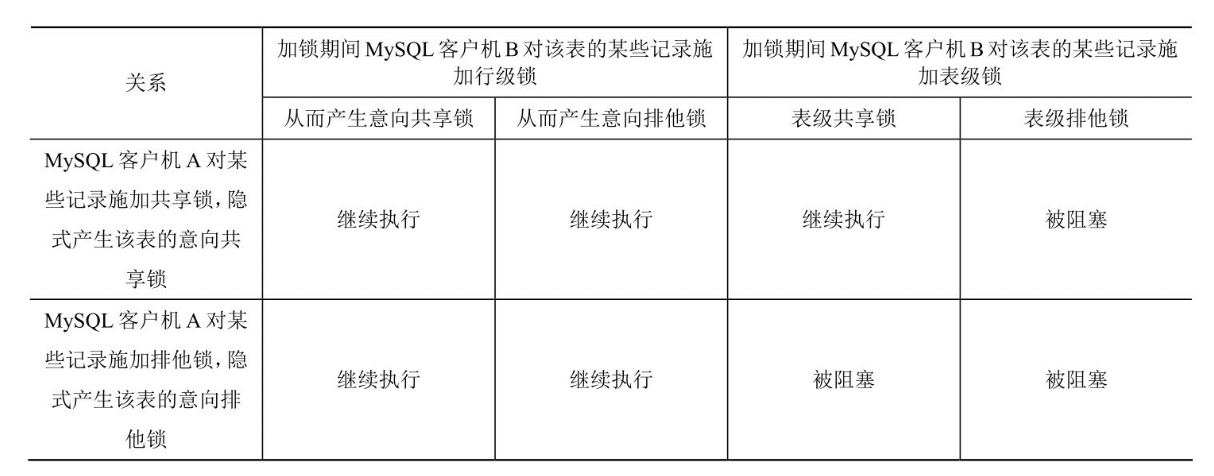 关系
加锁期间 MySQL 客户机 B 对该表的某些记录施
加行级锁
加锁期间 MySQL 客户机 B 对该表的某些记录施
加表级锁
从而产生意向共享锁
从而产生意向排他锁
表级共享锁
表级排他锁
MySQL 客户机 A 对某
些记录施加共享锁，隐
式产生该表的意向共
享锁
继续执行
继续执行
继续执行
被阻塞
MySQL 客户机 A 对某
些记录施加排他锁，隐
式产生该表的意向排
他锁
继续执行
继续执行
被阻塞
被阻塞